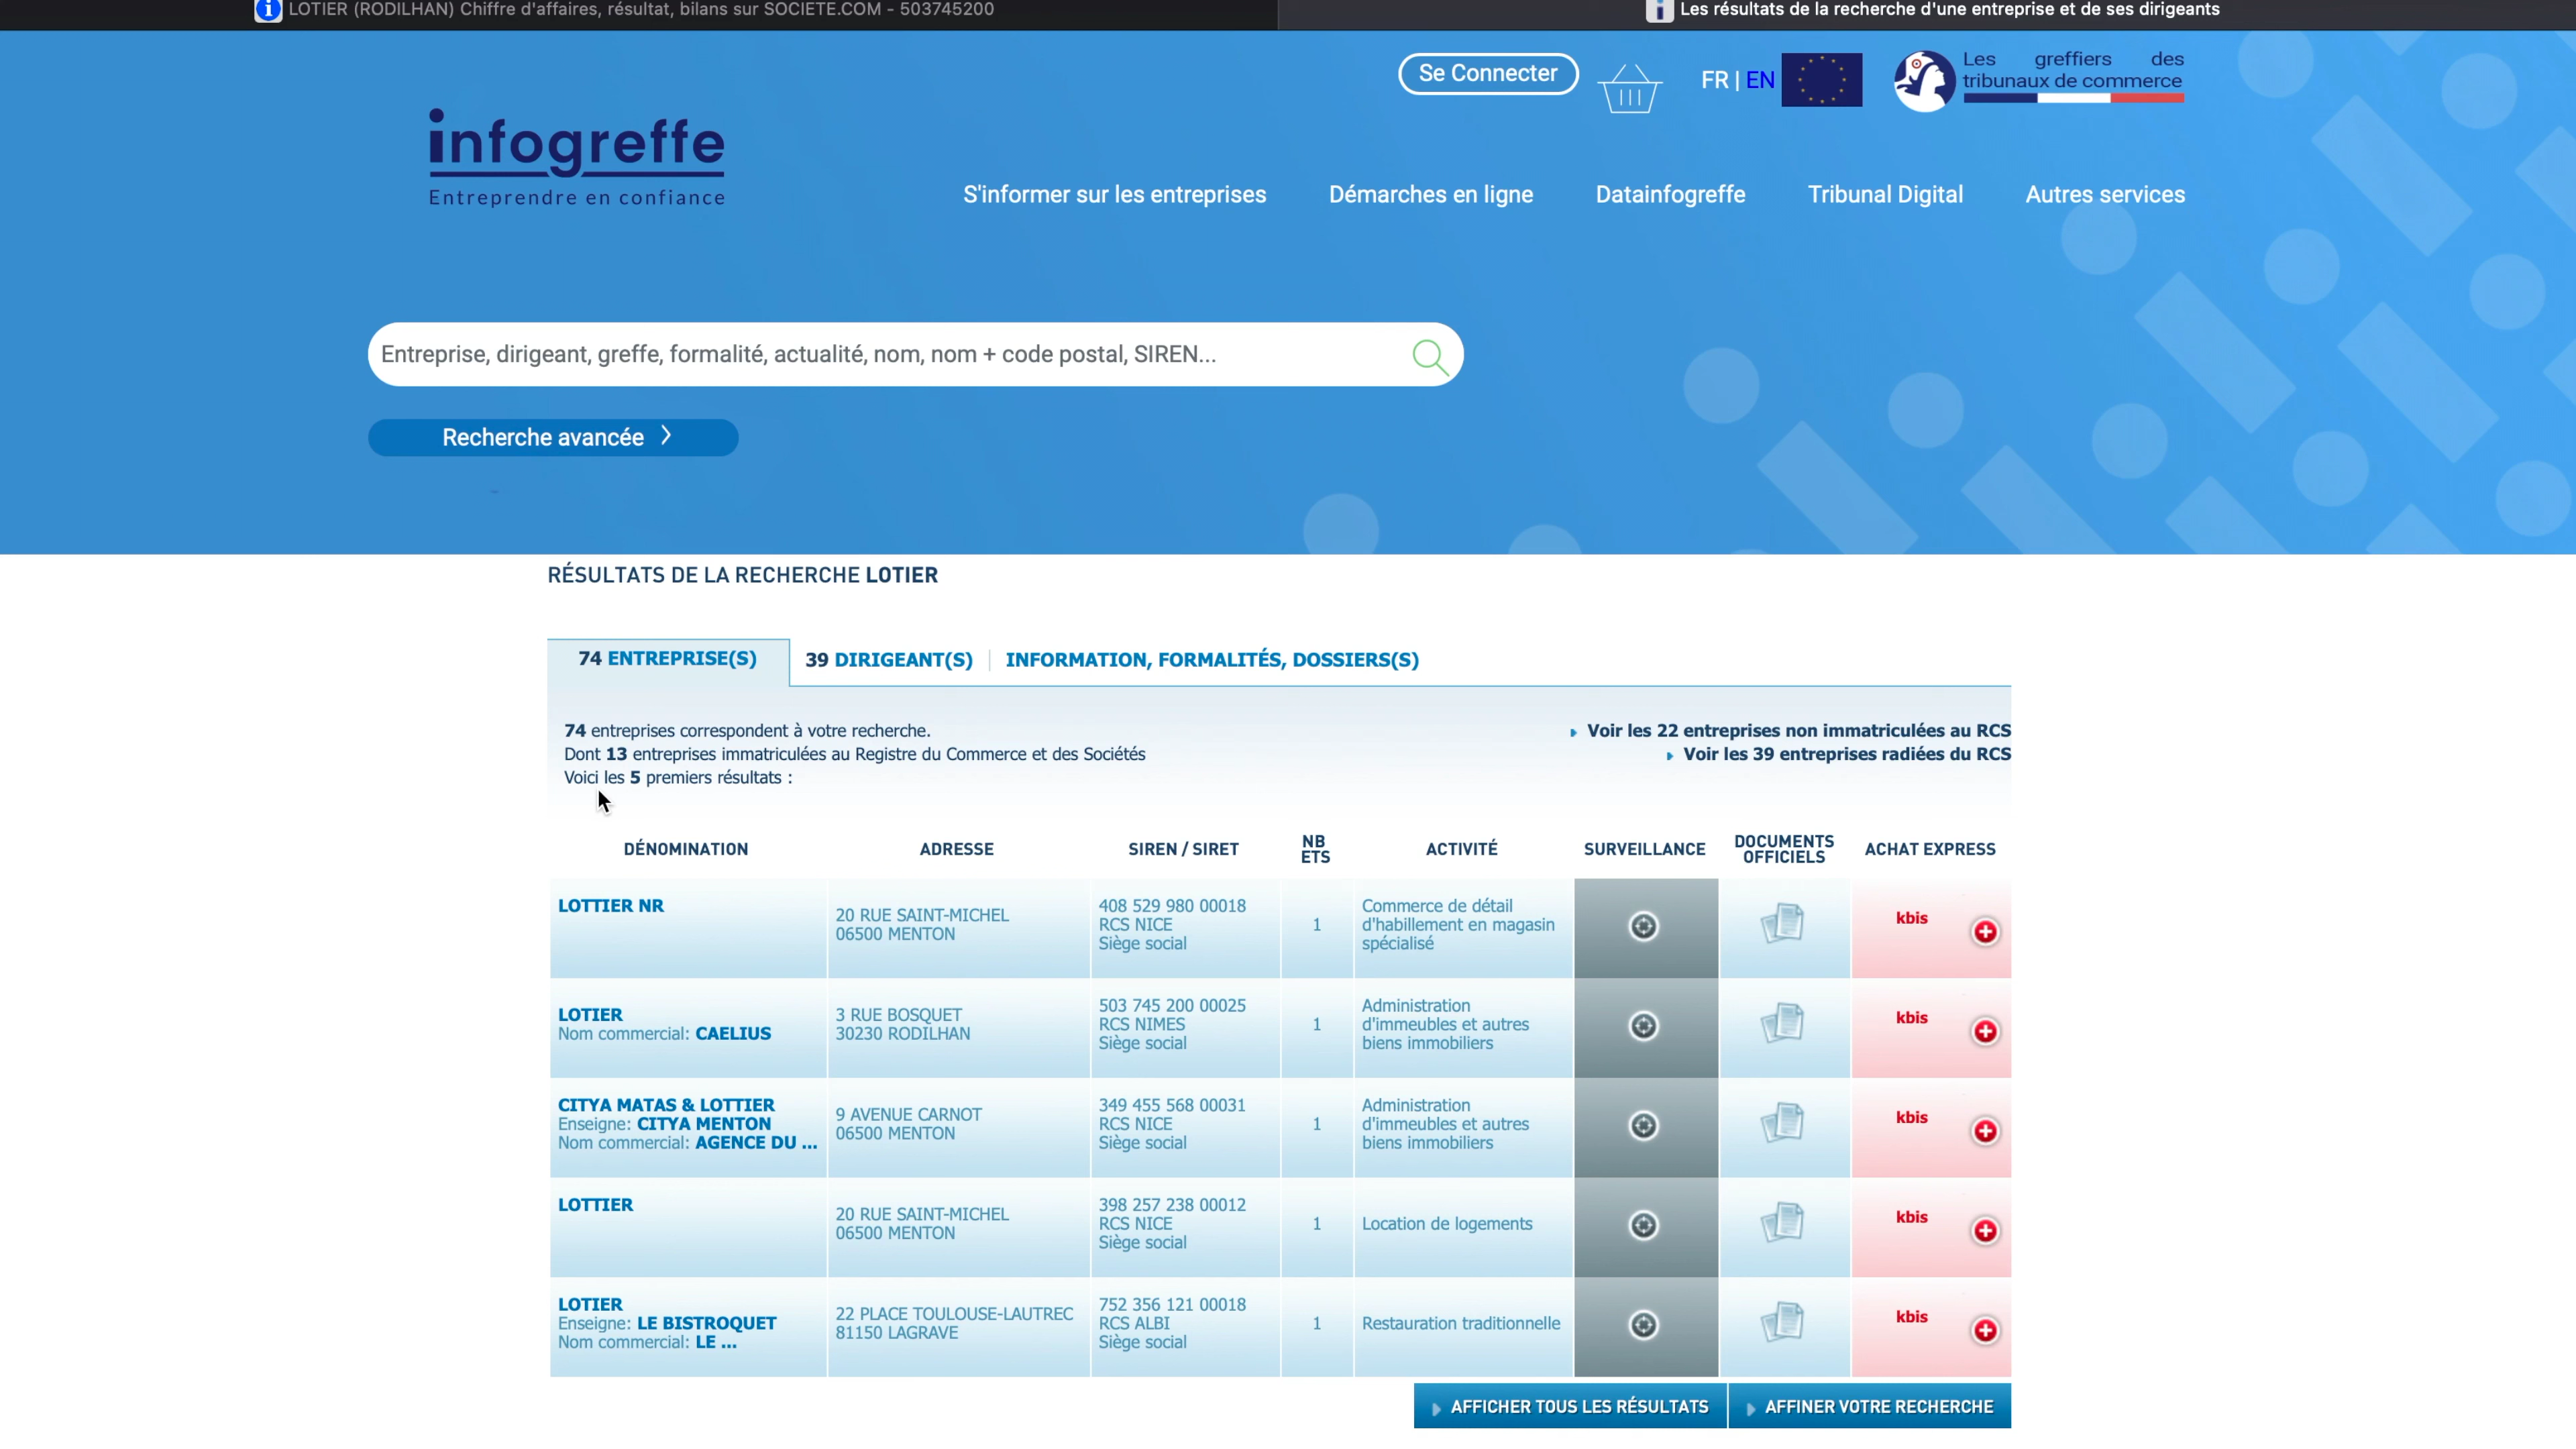 LOTIER (RODILHAN) Chiffre d'affaires, résultat, bilans sur SOCIETE.COM - 503745200
Les résultats de la recherche d'une entreprise et de ses dirigeants
Se Connecter
FR | EN
Les greffiers des
tribunaux de commerce
infogreffe
Entreprendre en confiance
S'informer sur les entreprises
Démarches en ligne
Datainfogreffe
Tribunal Digital
Autres services
Entreprise, dirigeant, greffe, formalité, actualité, nom, nom + code postal, SIREN...
Recherche avancée
RÉSULTATS DE LA RECHERCHE LOTIER
74 ENTREPRISE(S)
39 DIRIGEANT(S)
INFORMATION, FORMALITÉS, DOSSIERS(S)
74 entreprises correspondent à votre recherche.
Dont 13 entreprises immatriculées au Registre du Commerce et des Sociétés
Voici les 5 premiers résultats :
Voir les 22 entreprises non immatriculées au RCS
Voir les 39 entreprises radiées du RCS
DÉNOMINATION
ADRESSE
SIREN / SIRET
NB
ETS
ACTIVITÉ
SURVEILLANCE
DOCUMENTS
OFFICIELS
ACHAT EXPRESS
LOTTIER NR
20 RUE SAINT-MICHEL
06500 MENTON
408 529 980 00018
RCS NICE
Siège social
1
Commerce de détail
d'habillement en magasin
spécialisé
kbis
LOTIER
Nom commercial: CAELIUS
3 RUE BOSQUET
30230 RODILHAN
503 745 200 00025
RCS NIMES
Siège social
1
Administration
d'immeubles et autres
biens immobiliers
kbis
CITYA MATAS & LOTTIER
Enseigne: CITYA MENTON
Nom commercial: AGENCE DU ...
9 AVENUE CARNOT
06500 MENTON
349 455 568 00031
RCS NICE
Siège social
1
Administration
d'immeubles et autres
biens immobiliers
kbis
LOTTIER
20 RUE SAINT-MICHEL
06500 MENTON
398 257 238 00012
RCS NICE
Siège social
1
Location de logements
kbis
LOTIER
Enseigne: LE BISTROQUET
Nom commercial: LE ...
22 PLACE TOULOUSE-LAUTREC
81150 LAGRAVE
752 356 121 00018
RCS ALBI
Siège social
1
Restauration traditionnelle
kbis
AFFICHER TOUS LES RÉSULTATS
AFFINER VOTRE RECHERCHE